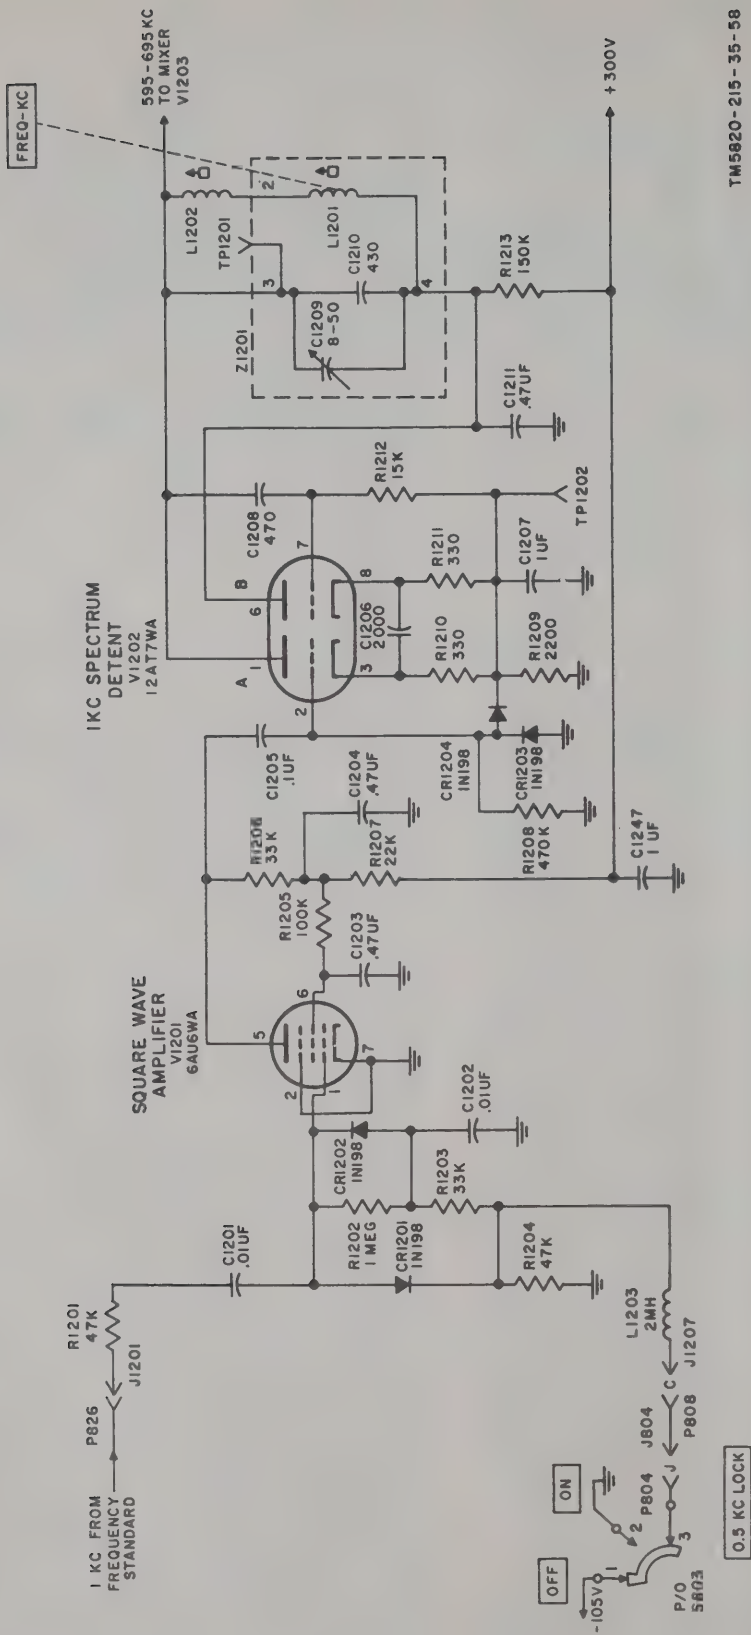 FREQ-KC
595-695 KC
TO MIXER
V1203
+300V
TM5820-215-35-58
L1202
TP1201
2
L1201
3
C1210
430
4
Z1201
C1209
8-50
R1213
150K
C1211
.47UF
1KC SPECTRUM
DETENT
V1202
12AT7WA
C1208
470
R1212
15K
TP1202
B
6
7
8
A
1
2
3
C1206
2000
R1211
330
R1210
330
C1207
1UF
R1209
2200
C1205
.1UF
CR1204
1N198
CR1203
1N198
R1208
470K
C1204
.47UF
R1206
33K
R1207
22K
C1247
1 UF
R1205
100K
C1203
.47UF
SQUARE WAVE
AMPLIFIER
V1201
6AU6WA
5
6
7
2
1
C1202
.01UF
CR1202
1N198
R1202
1 MEG
R1203
33K
CR1201
1N198
R1204
47K
C1201
.01UF
R1201
47K
J1201
P826
1 KC FROM
FREQUENCY
STANDARD
L1203
2MH
J1207
C
P808
J804
J
P804
ON
2
3
OFF
1
-105V
P/O
S803
0.5 KC LOCK